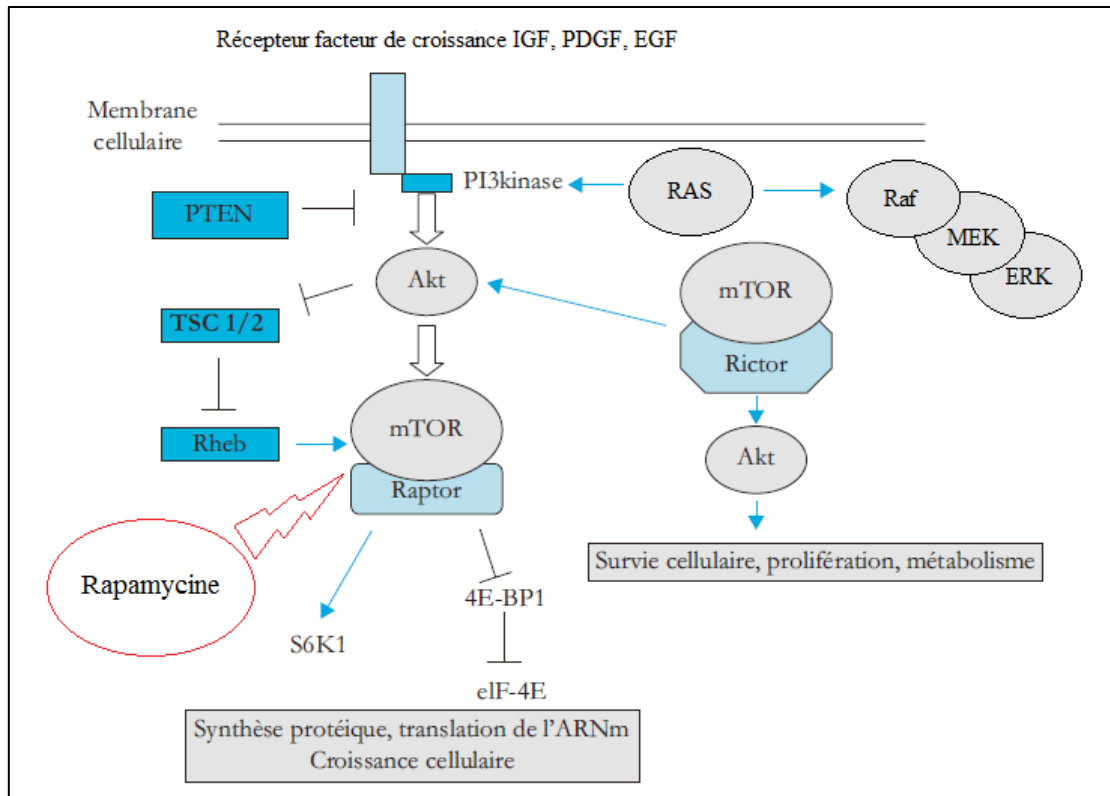 Récepteur facteur de croissance IGF, PDGF, EGF
Membrane
cellulaire
PI3kinase
RAS
Raf
MEK
ERK
PTEN
Akt
mTOR
Rictor
TSC 1/2
Rheb
mTOR
Raptor
Akt
Rapamycine
Survie cellulaire, prolifération, métabolisme
4E-BP1
S6K1
elF-4E
Synthèse protéique, translation de l'ARNm
Croissance cellulaire